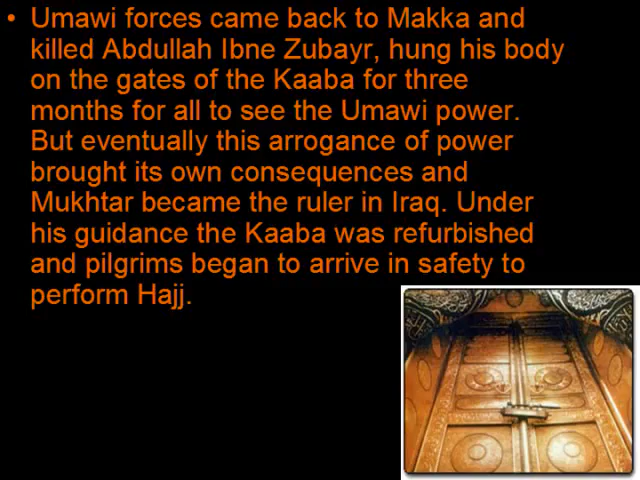 • Umawi forces came back to Makka and
killed Abdullah Ibne Zubayr, hung his body
on the gates of the Kaaba for three
months for all to see the Umawi power.
But eventually this arrogance of power
brought its own consequences and
Mukhtar became the ruler in Iraq. Under
his guidance the Kaaba was refurbished
and pilgrims began to arrive in safety to
perform Hajj.